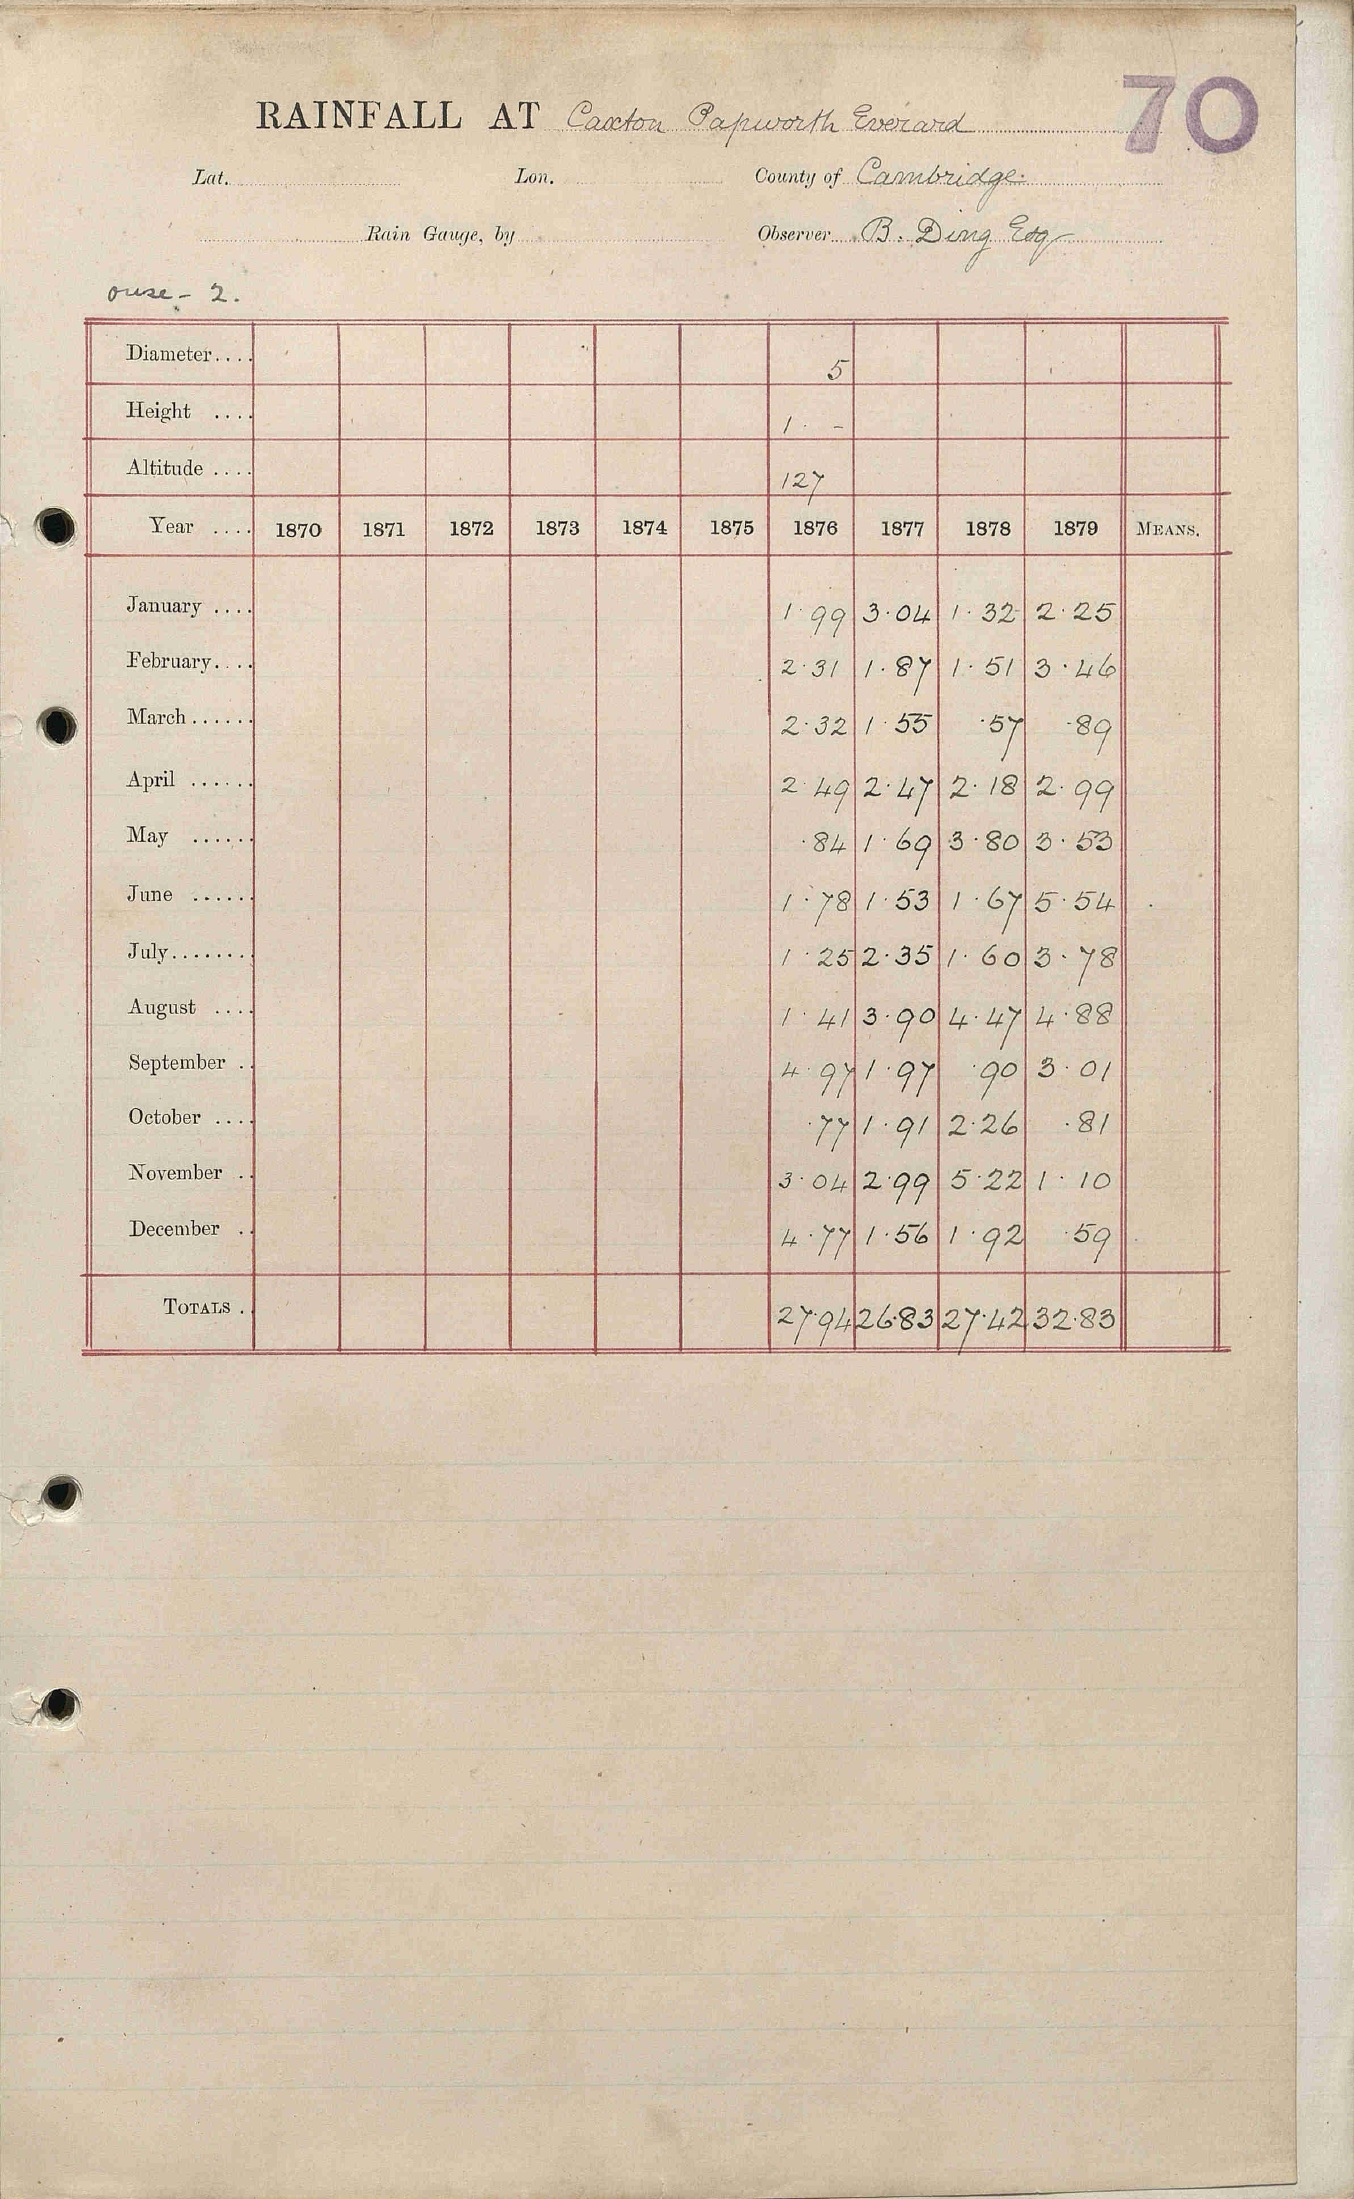 70
RAINFALL AT Caxton Papworth Everard
Lat. Lon. County of Cambridge.
Rain Gauge, by Observer B. Ding Esq
ouse - 2.
Diameter.... 5
Height .... 1 · -
Altitude .... 127
Year .... 1870 1871 1872 1873 1874 1875 1876 1877 1878 1879 MEANS.
January .... 1·99 3·04 1·32 2·25
February.... 2·31 1·87 1·51 3·46
March...... 2·32 1·55 ·57 ·89
April ...... 2·49 2·47 2·18 2·99
May ...... ·84 1·69 3·80 3·53
June ...... 1·78 1·53 1·67 5·54
July........ 1·25 2·35 1·60 3·78
August .... 1·41 3·90 4·47 4·88
September .. 4·97 1·97 ·90 3·01
October .... ·77 1·91 2·26 ·81
November .. 3·04 2·99 5·22 1·10
December .. 4·77 1·56 1·92 ·59
TOTALS .. 27·94 26·83 27·42 32·83